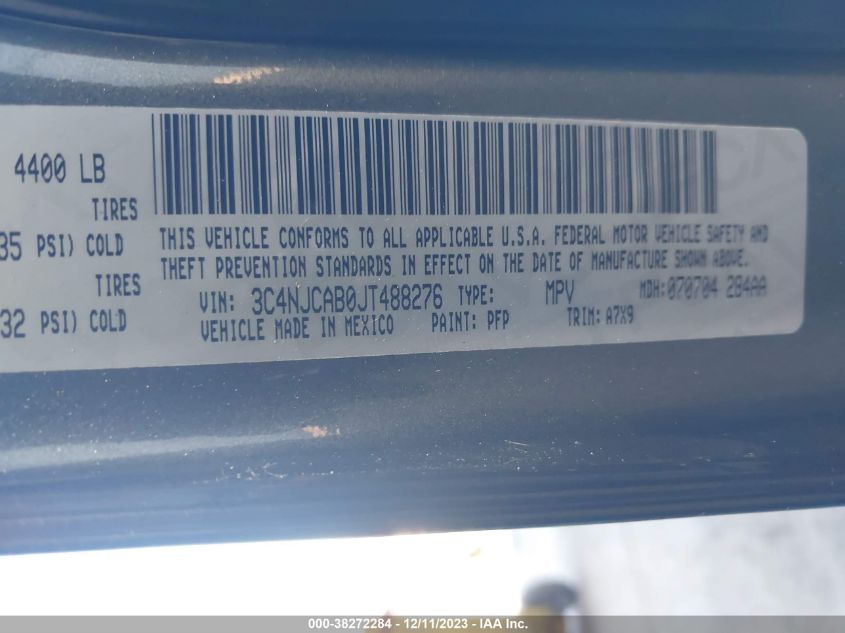 4400 LB
TIRES
35 PSI) COLD
TIRES
32 PSI) COLD
THIS VEHICLE CONFORMS TO ALL APPLICABLE U.S.A. FEDERAL MOTOR VEHICLE SAFETY AND
THEFT PREVENTION STANDARDS IN EFFECT ON THE DATE OF MANUFACTURE SHOWN ABOVE.
VIN: 3C4NJCAB0JT488276 TYPE: MPV MDH: 070704 284AA
VEHICLE MADE IN MEXICO PAINT: PFP TRIM: A7X9
000-38272284 - 12/11/2023 - IAA Inc.